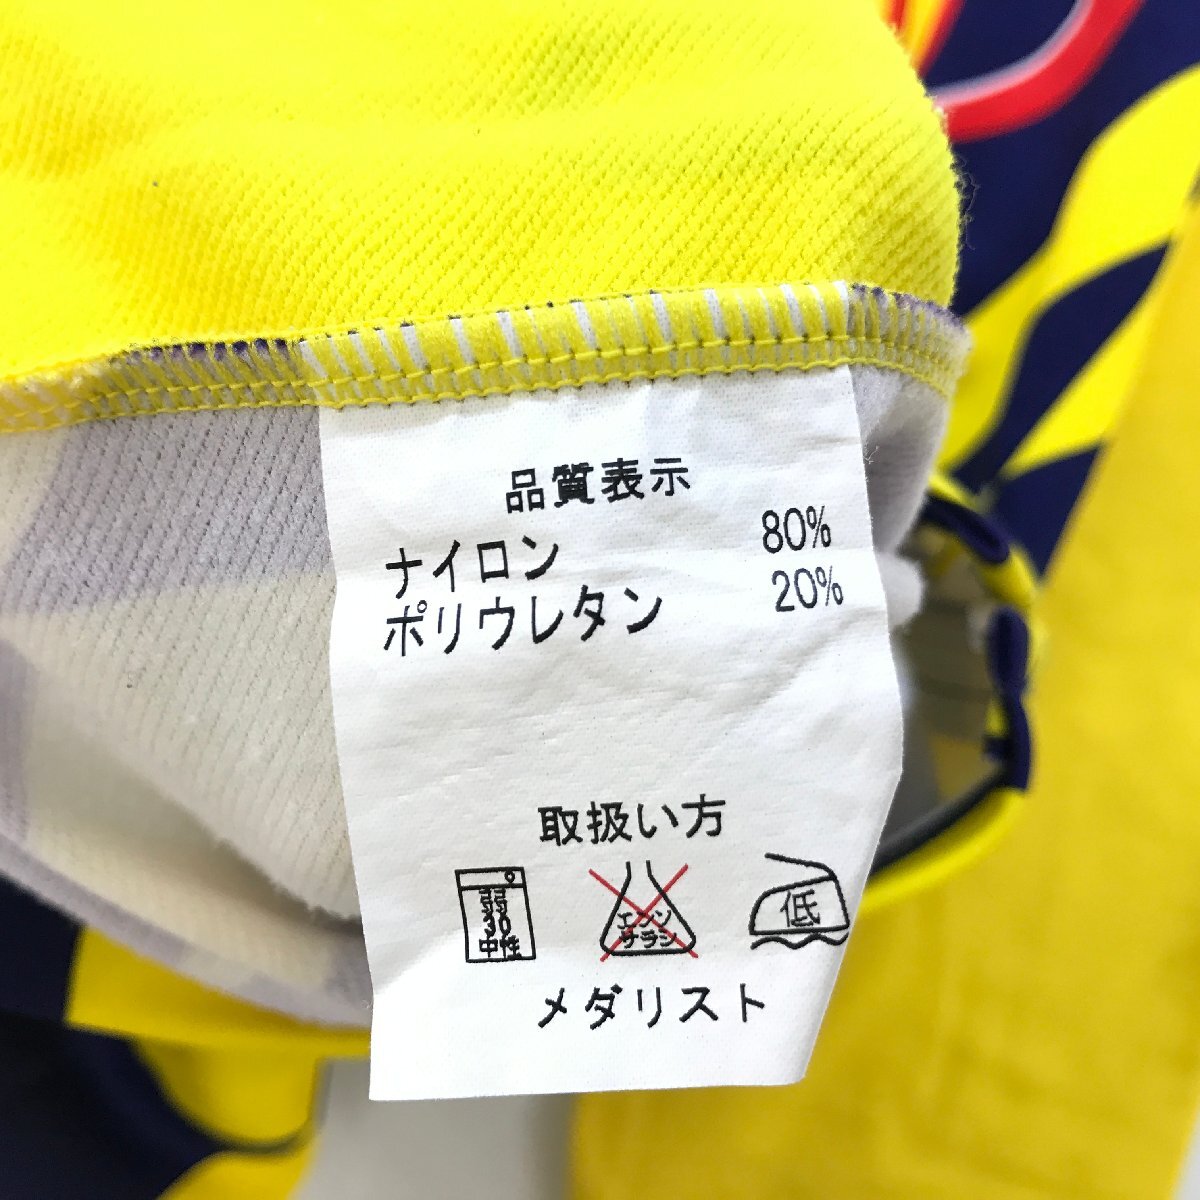 品質表示
ナイロン 80%
ポリウレタン 20%
取扱い方
弱
30
中性
エンソ
サラシ
低
メダリスト